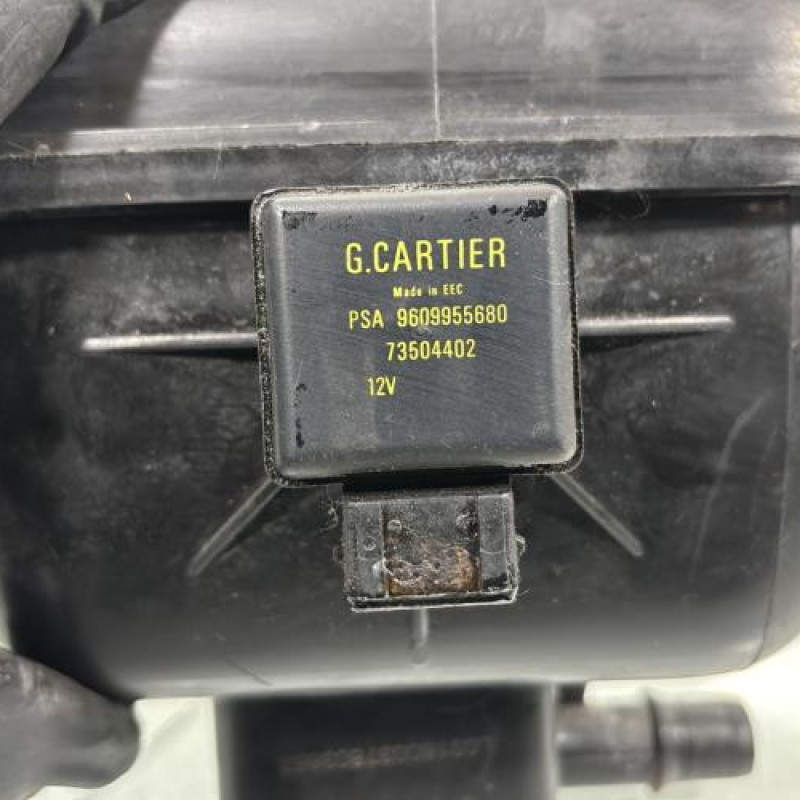 G.CARTIER
Made in EEC
PSA 9609955680
73504402
12V